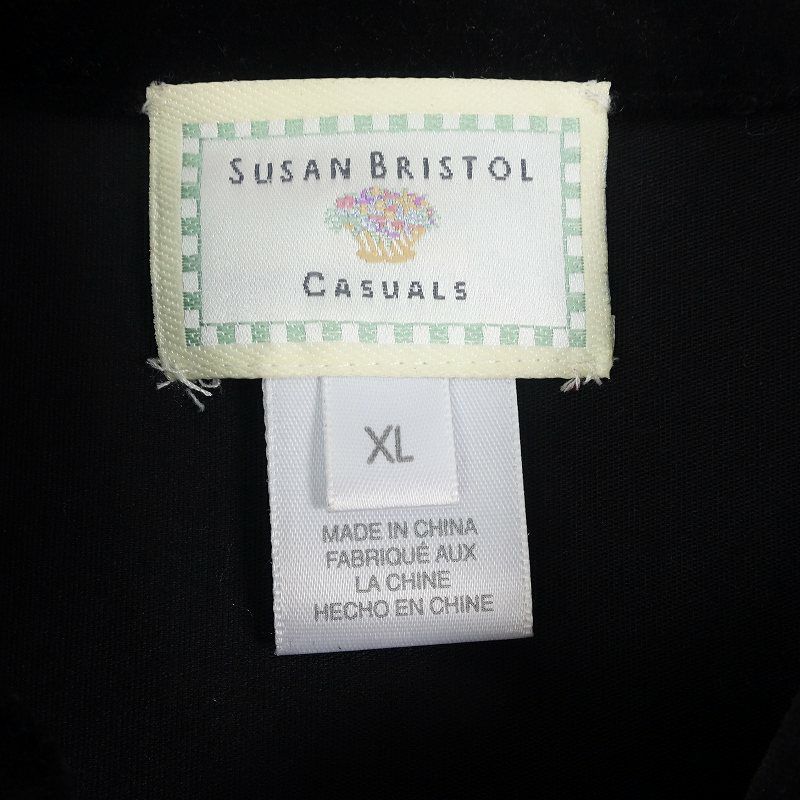 SUSAN BRISTOL
CASUALS
XL
MADE IN CHINA
FABRIQUÉ AUX
LA CHINE
HECHO EN CHINE